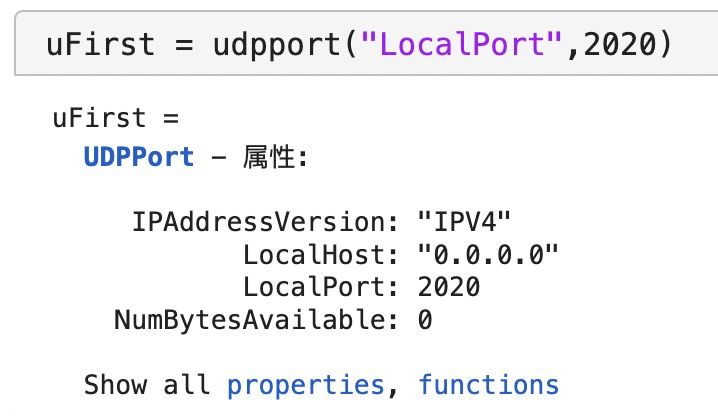 uFirst = udpport("LocalPort",2020)
uFirst =
UDPPort - 属性:
IPAddressVersion: "IPV4"
LocalHost: "0.0.0.0"
LocalPort: 2020
NumBytesAvailable: 0
Show all properties, functions